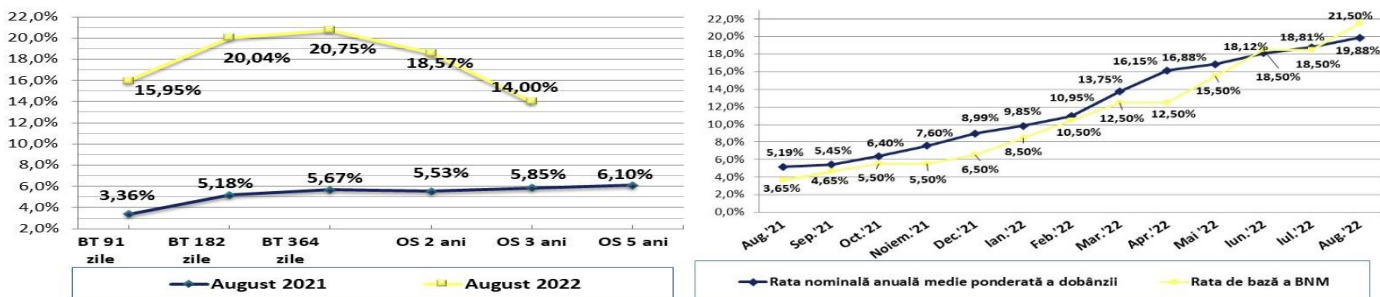 22,0%
20,0%
18,0%
16,0%
14,0%
12,0%
10,0%
8,0%
6,0%
4,0%
2,0%
15,95%
20,04%
20,75%
18,57%
14,00%
3,36%
5,18%
5,67%
5,53%
5,85%
6,10%
BT 91 zile
BT 182 zile
BT 364 zile
OS 2 ani
OS 3 ani
OS 5 ani
August 2021
August 2022
20,0%
18,0%
16,0%
14,0%
12,0%
10,0%
8,0%
6,0%
4,0%
2,0%
0,0%
5,19%
5,45%
6,40%
7,60%
8,99%
9,85%
10,95%
13,75%
16,15%
16,88%
18,12%
18,81%
19,88%
3,65%
4,65%
5,50%
5,50%
6,50%
8,50%
10,50%
12,50%
12,50%
15,50%
18,50%
18,50%
21,50%
Aug.'21
Sep.'21
Oct.'21
Noiem.'21
Dec.'21
Ian.'22
Feb.'22
Mar.'22
Apr.'22
Mai '22
Iun.'22
Iul.'22
Aug.'22
Rata nominală anuală medie ponderată a dobânzii
Rata de bază a BNM